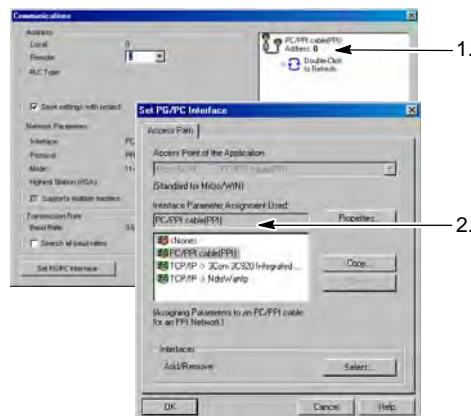 Communications
Address
Local 0
Remote
PLC Type
Save settings with project
Network Parameters
Interface PC
Protocol PPI
Mode 11-
Highest Station (HSA)
Supports multiple masters
Transmission Rate
Baud Rate
Search all baud rates
Set PG/PC Interface
PC/PPI cable(PPI)
Address: 0
Double-Click
to Refresh
1.
Set PG/PC Interface
Access Path
Access Point of the Application:
(Standard for Micro/WIN)
Interface Parameter Assignment Used:
PC/PPI cable(PPI)
Properties...
2.
<None>
PC/PPI cable(PPI)
TCP/IP -> 3Com 3C920 Integrated ...
TCP/IP -> NdisWanIp
Copy...
(Assigning Parameters to an PC/PPI cable
for an PPI Network.)
Interfaces
Add/Remove:
Select...
OK
Cancel
Help